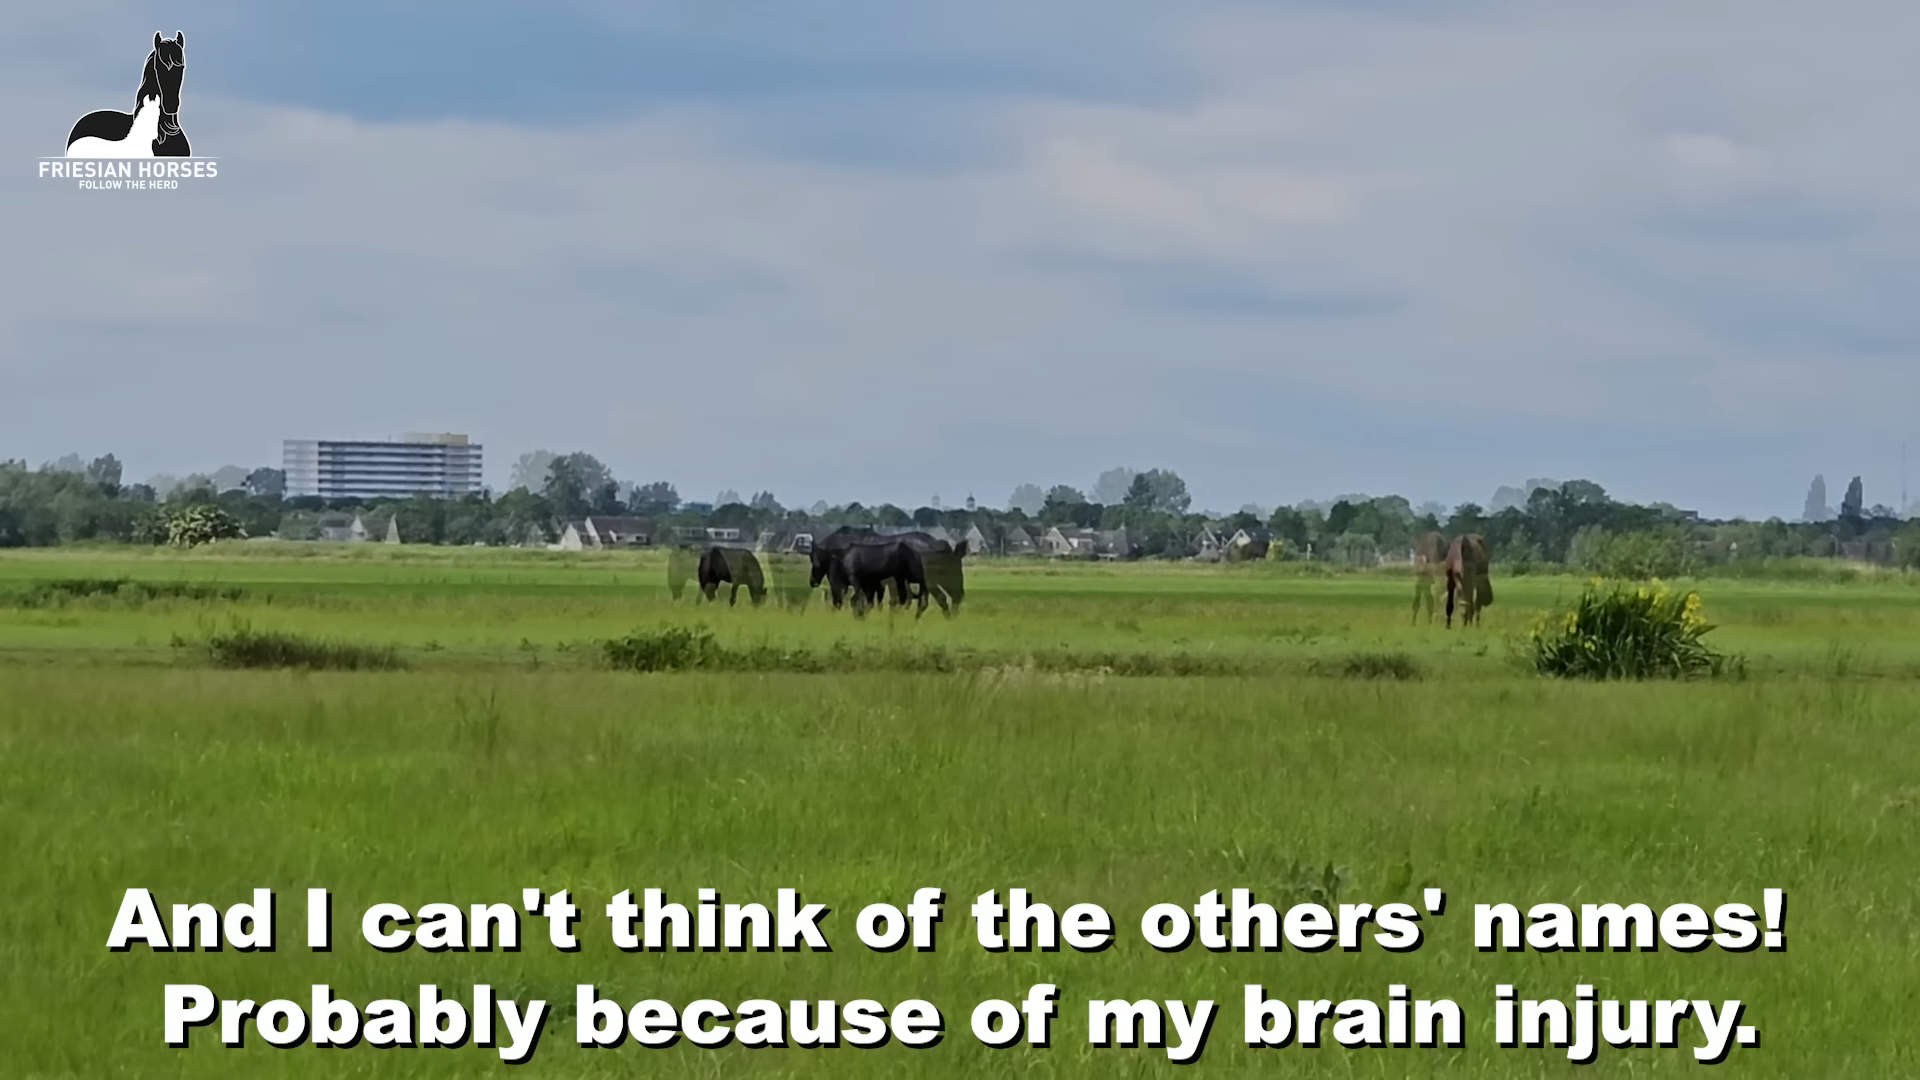 FRIESIAN HORSES
FOLLOW THE HERD
And I can't think of the others' names!
Probably because of my brain injury.